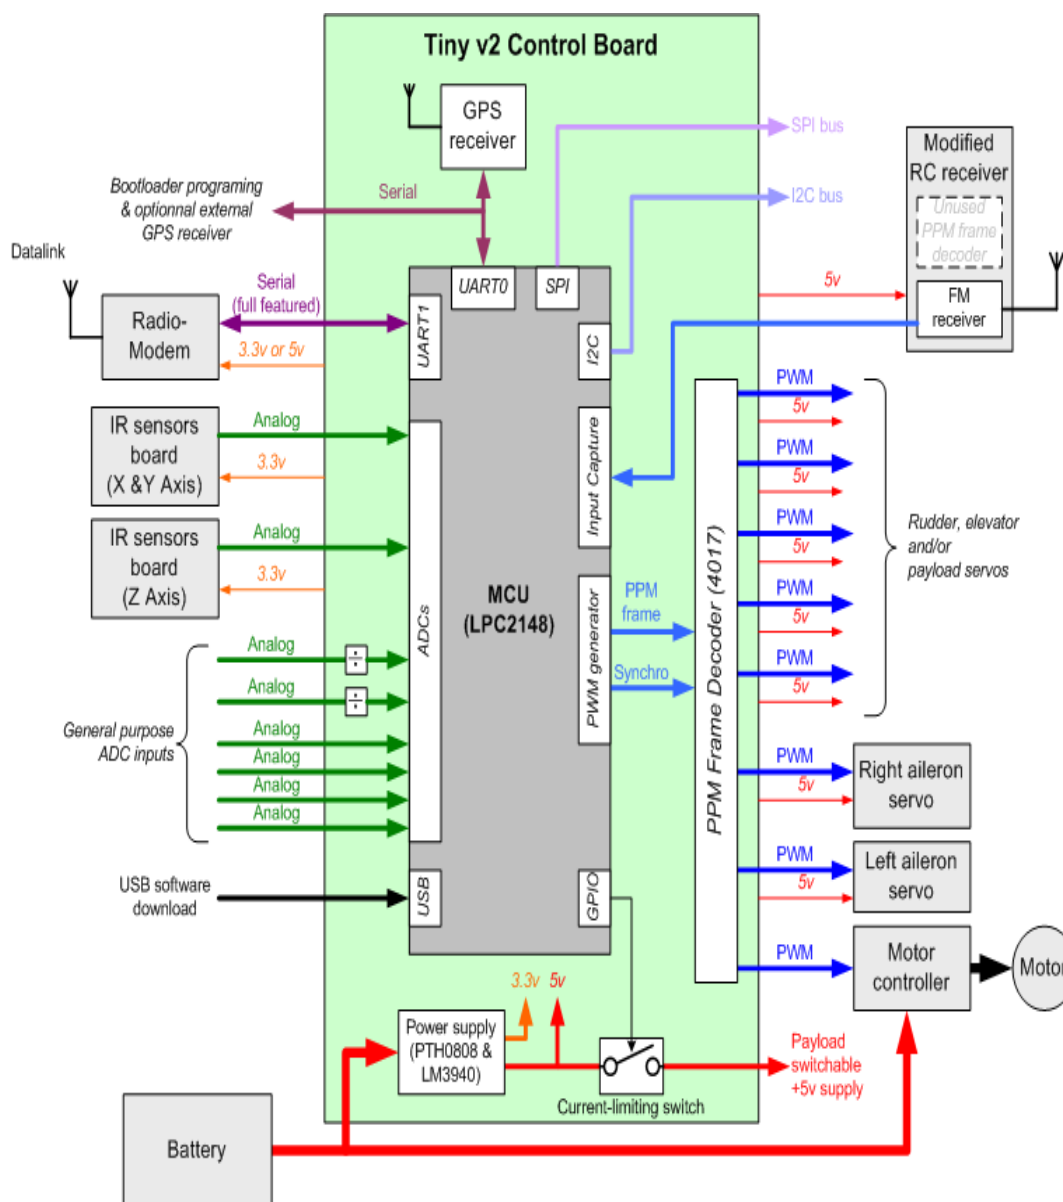 Tiny v2 Control Board
GPS
receiver
SPI bus
Modified
RC receiver
Unused
PPM frame
decoder
Bootloader programing
& optionnal external
GPS receiver
Serial
I2C bus
Datalink
UART0
SPI
5v
FM
receiver
Serial
(full featured)
Radio-
Modem
UART1
I2C
3.3v or 5v
PWM
5v
IR sensors
board
(X &Y Axis)
Analog
3.3v
ADCs
Input Capture
PWM
5v
IR sensors
board
(Z Axis)
Analog
3.3v
PWM
5v
Rudder, elevator
and/or
payload servos
MCU
(LPC2148)
PWM generator
PPM
frame
Synchro
PPM Frame Decoder (4017)
PWM
5v
PWM
5v
General purpose
ADC inputs
Analog
÷
Analog
÷
Analog
Analog
Analog
Analog
PWM
5v
Right aileron
servo
USB software
download
USB
GPIO
PWM
5v
Left aileron
servo
PWM
Motor
controller
Motor
3.3v
5v
Power supply
(PTH0808 &
LM3940)
Current-limiting switch
Payload
switchable
+5v supply
Battery